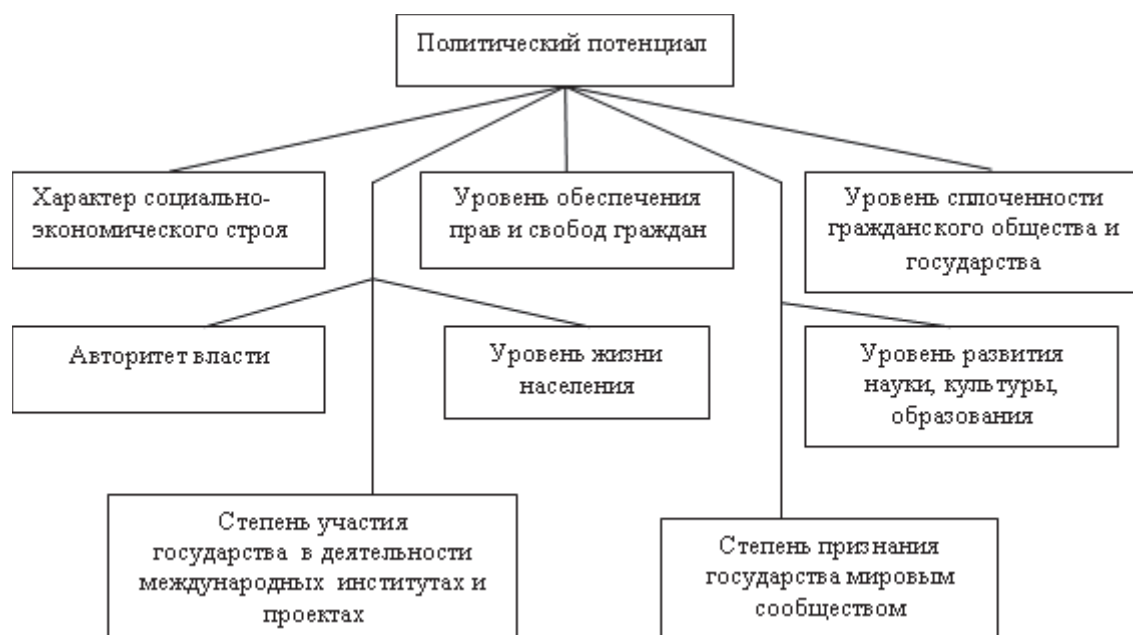 Политический потенциал
Характер социально-
экономического строя
Уровень обеспечения
прав и свобод граждан
Уровень сплоченности
гражданского общества и
государства
Авторитет власти
Уровень жизни
населения
Уровень развития
науки, культуры,
образования
Степень участия
государства в деятельности
международных институтах и
проектах
Степень признания
государства мировым
сообществом